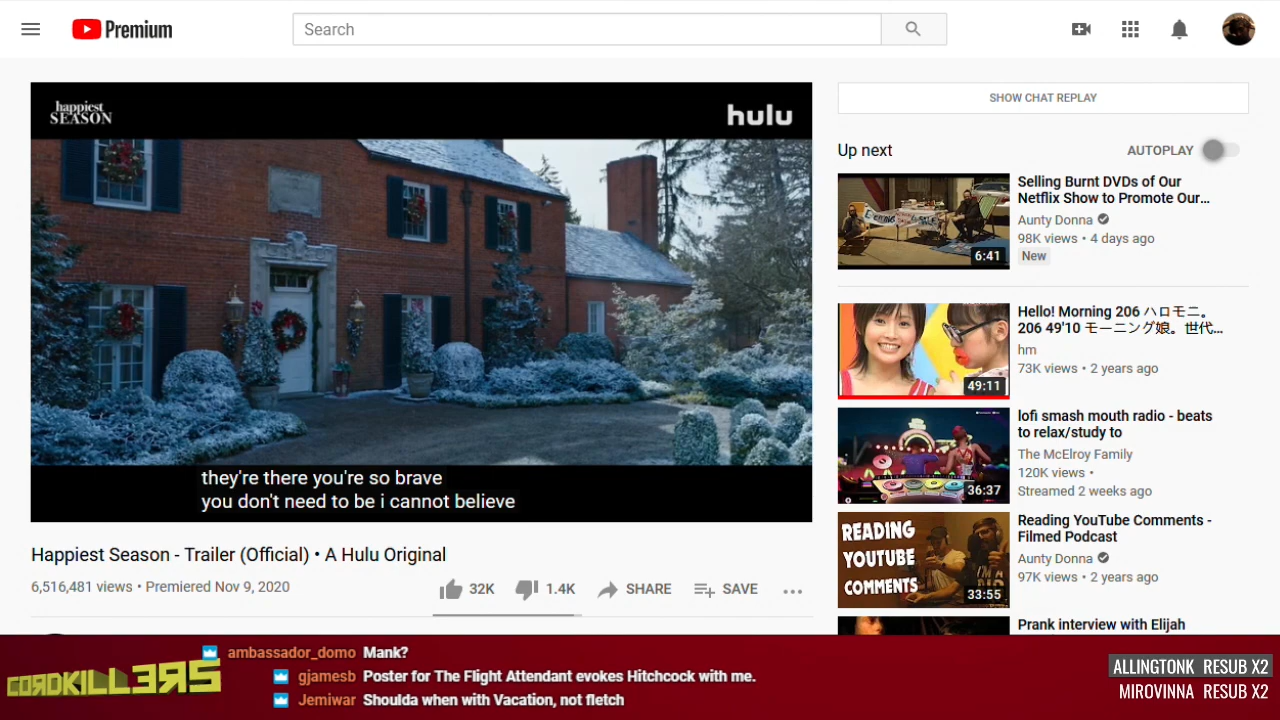 Premium
Search
happiest
SEASON
hulu
they're there you're so brave
you don't need to be i cannot believe
Happiest Season - Trailer (Official) • A Hulu Original
6,516,481 views • Premiered Nov 9, 2020
32K
1.4K
SHARE
SAVE
SHOW CHAT REPLAY
Up next
AUTOPLAY
6:41
Selling Burnt DVDs of Our
Netflix Show to Promote Our...
Aunty Donna
98K views • 4 days ago
New
49:11
Hello! Morning 206 ハロモニ。
206 49'10 モーニング娘。世代...
hm
73K views • 2 years ago
36:37
lofi smash mouth radio - beats
to relax/study to
The McElroy Family
120K views •
Streamed 2 weeks ago
READING
YOUTUBE
COMMENTS
33:55
Reading YouTube Comments -
Filmed Podcast
Aunty Donna
97K views • 2 years ago
Prank interview with Elijah
CORDKILLERS
ambassador_domo Mank?
gjamesb Poster for The Flight Attendant evokes Hitchcock with me.
Jemiwar Shoulda when with Vacation, not fletch
ALLINGTONK RESUB X2
MIROVINNA RESUB X2